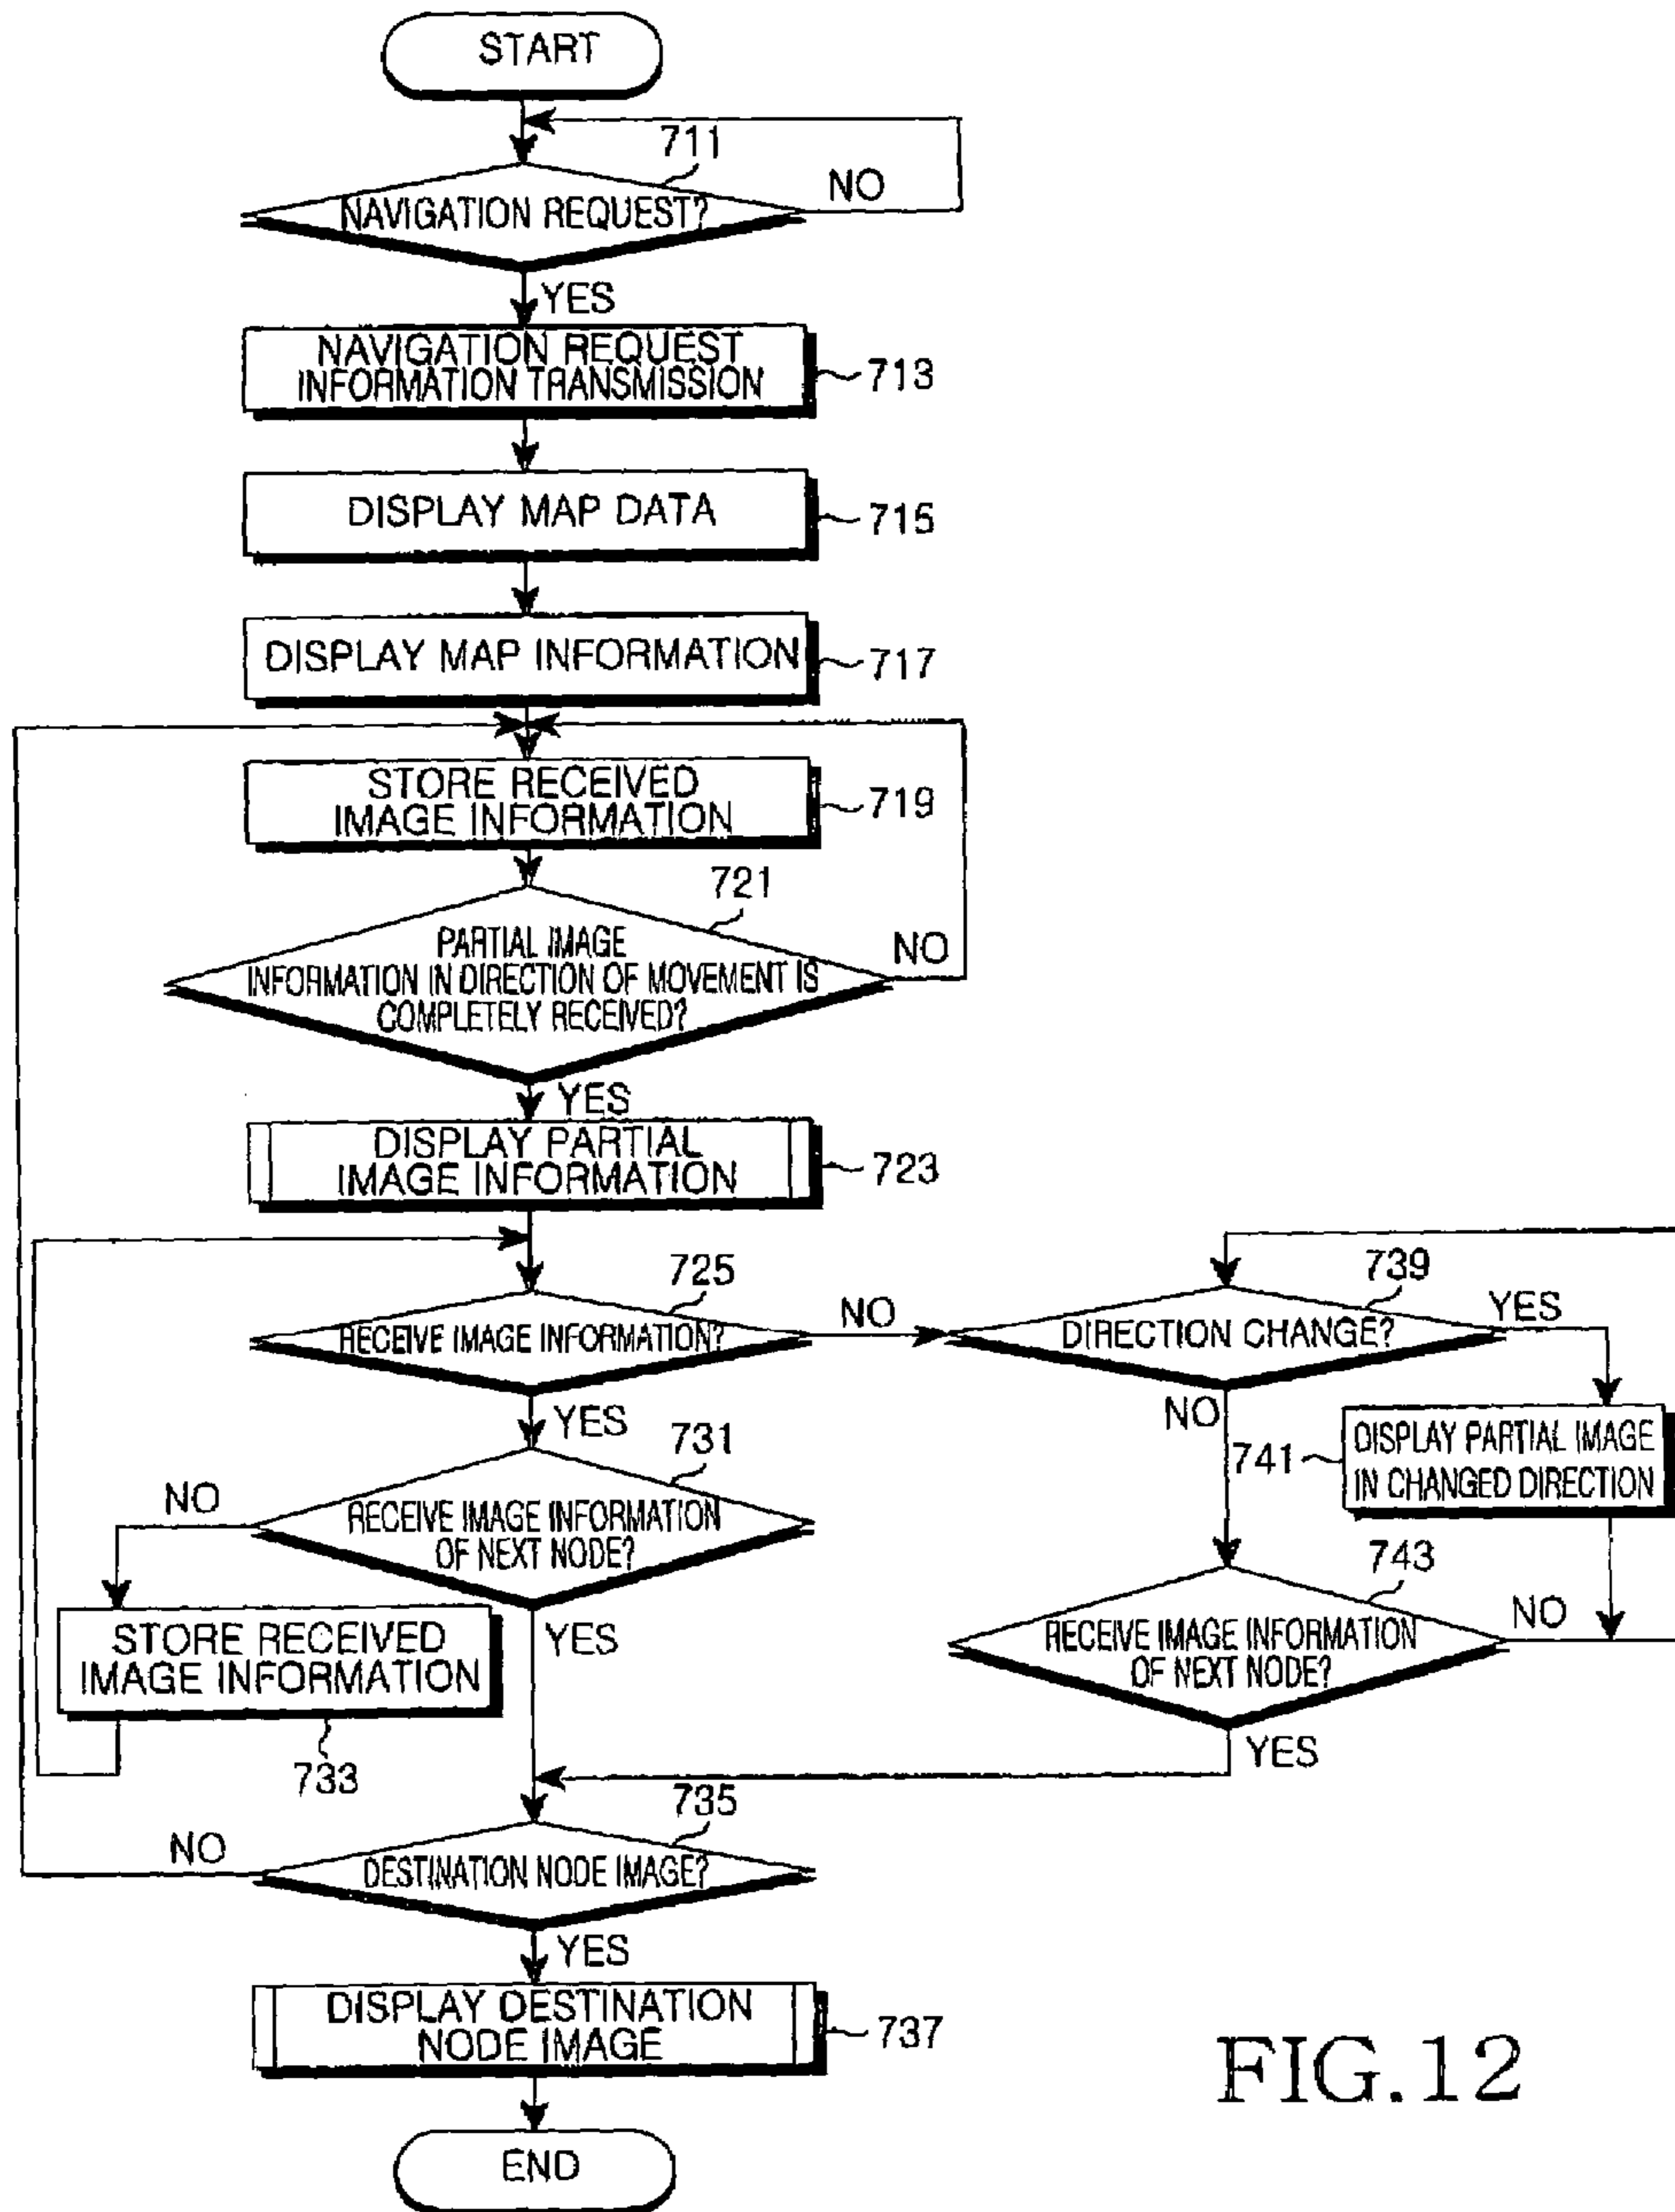 START
711
NAVIGATION REQUEST?
NO
YES
NAVIGATION REQUEST
INFORMATION TRANSMISSION
713
DISPLAY MAP DATA
715
DISPLAY MAP INFORMATION
717
STORE RECEIVED
IMAGE INFORMATION
719
721
PARTIAL IMAGE
INFORMATION IN DIRECTION OF MOVEMENT IS
COMPLETELY RECEIVED?
NO
YES
DISPLAY PARTIAL
IMAGE INFORMATION
723
725
RECEIVE IMAGE INFORMATION?
NO
YES
739
DIRECTION CHANGE?
YES
NO
741
DISPLAY PARTIAL IMAGE
IN CHANGED DIRECTION
731
RECEIVE IMAGE INFORMATION
OF NEXT NODE?
NO
YES
STORE RECEIVED
IMAGE INFORMATION
733
743
RECEIVE IMAGE INFORMATION
OF NEXT NODE?
NO
YES
735
DESTINATION NODE IMAGE?
NO
YES
DISPLAY DESTINATION
NODE IMAGE
737
END
FIG.12